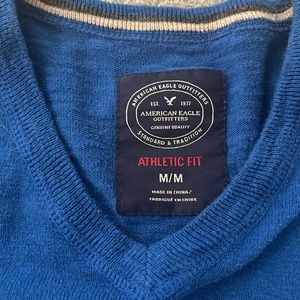 AMERICAN EAGLE OUTFITTERS
EST. 1977
AMERICAN EAGLE
OUTFITTERS
GENUINE QUALITY
STANDARD & TRADITION
ATHLETIC FIT
M/M
MADE IN CHINA/
FABRIQUÉ EN CHINE